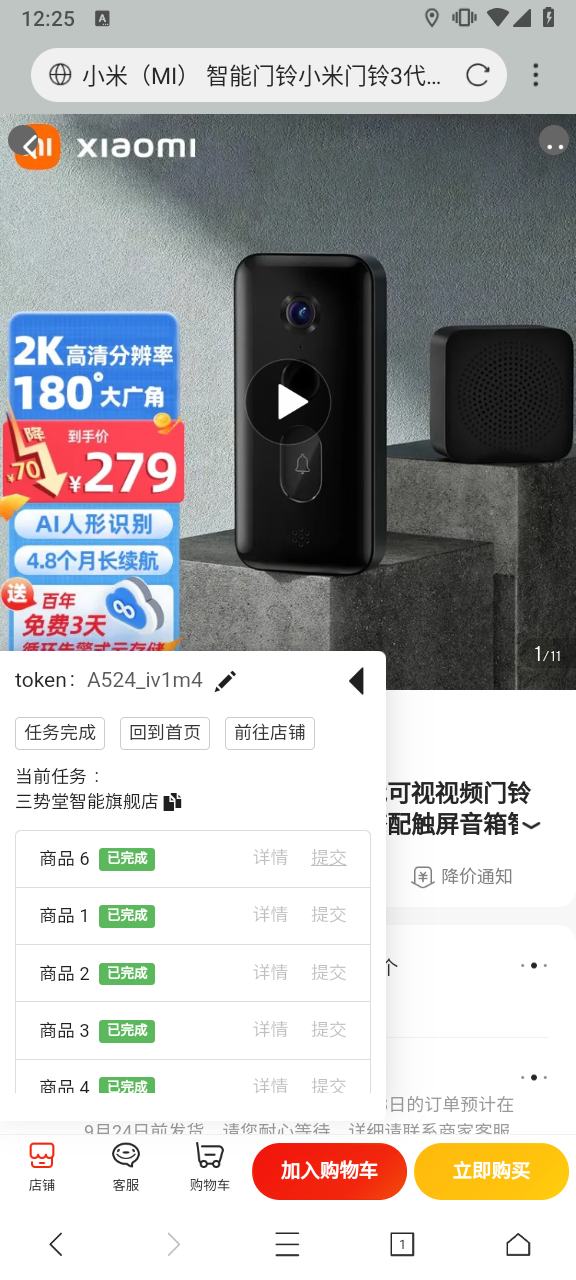 12:25
A
小米（MI） 智能门铃小米门铃3代...
xiaomi
2K高清分辨率
180°大广角
降
¥70
到手价
¥279
AI人形识别
4.8个月长续航
送
百年
免费3天
循环告警式云存储
1/11
token: A524_iv1m4
任务完成 回到首页 前往店铺
当前任务：
三势堂智能旗舰店
可视视频门铃
配触屏音箱智
降价通知
商品 6 已完成 详情 提交
商品 1 已完成 详情 提交
商品 2 已完成 详情 提交
个
商品 3 已完成 详情 提交
商品 4 已完成 详情 提交
日的订单预计在
9月24日前发货，请您耐心等待，详细请联系商家客服
店铺 客服 购物车 加入购物车 立即购买
1